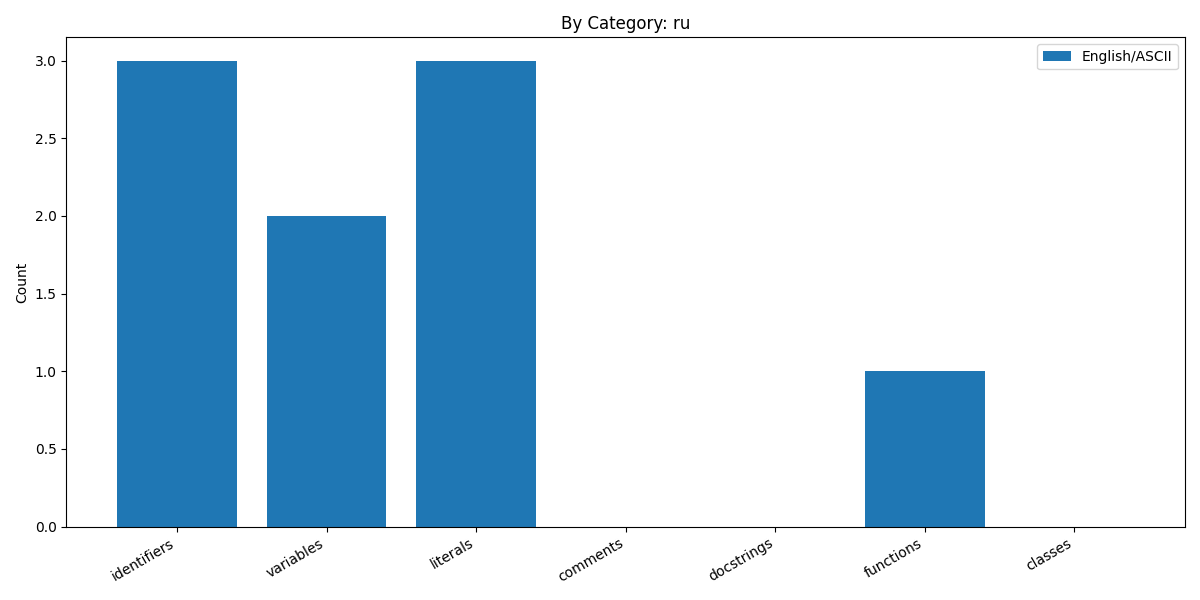 By Category: ru
English/ASCII
Count
3.0
2.5
2.0
1.5
1.0
0.5
0.0
identifiers
variables
literals
comments
docstrings
functions
classes